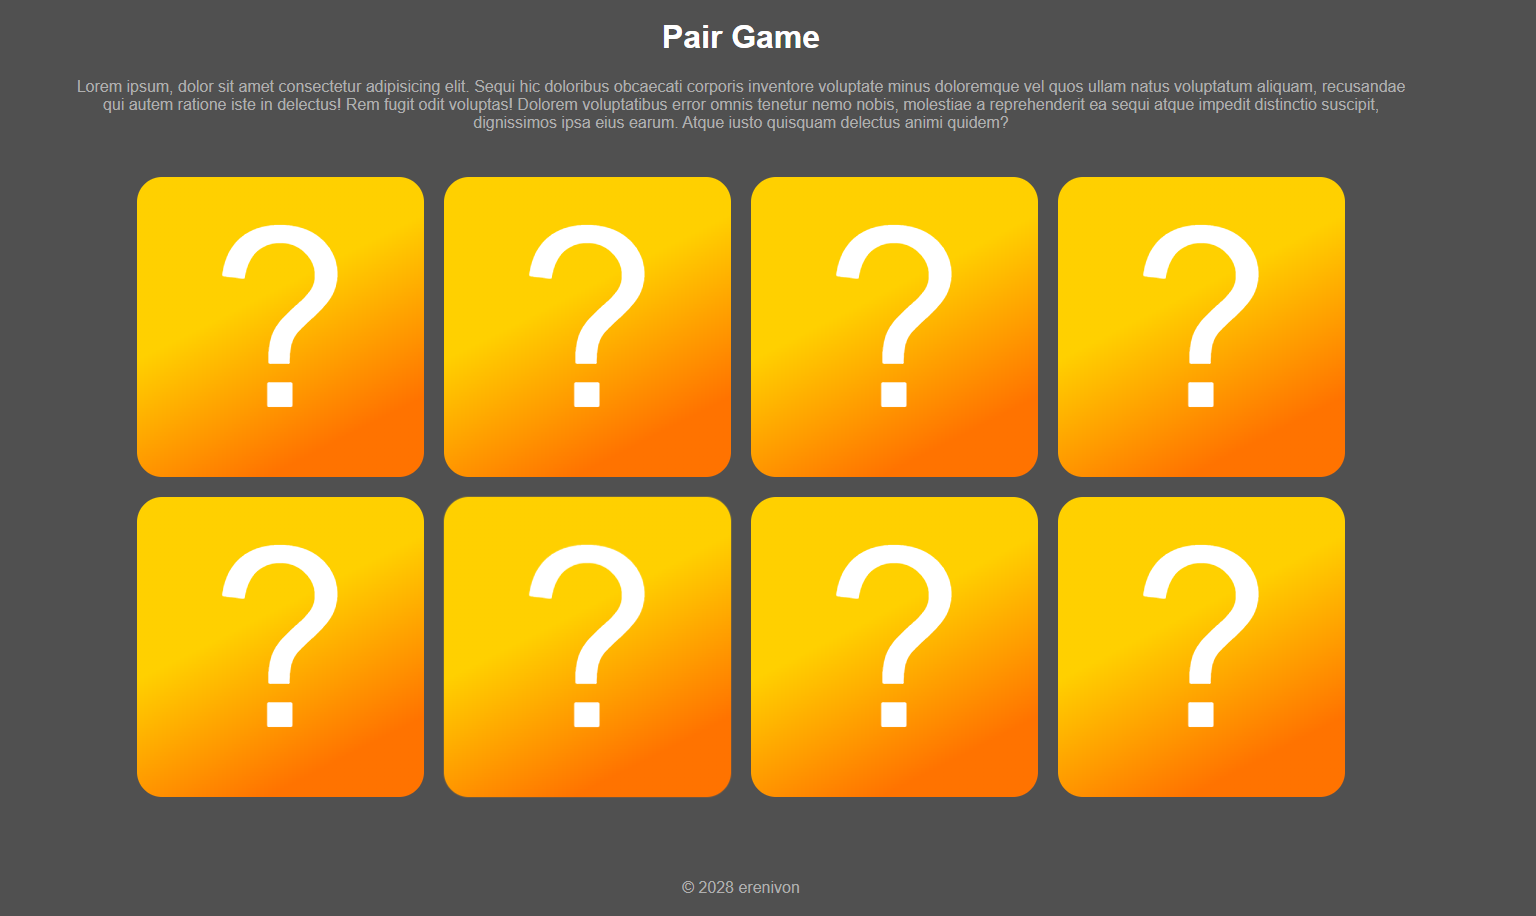 Pair Game
Lorem ipsum, dolor sit amet consectetur adipisicing elit. Sequi hic doloribus obcaecati corporis inventore voluptate minus doloremque vel quos ullam natus voluptatum aliquam, recusandae
qui autem ratione iste in delectus! Rem fugit odit voluptas! Dolorem voluptatibus error omnis tenetur nemo nobis, molestiae a reprehenderit ea sequi atque impedit distinctio suscipit,
dignissimos ipsa eius earum. Atque iusto quisquam delectus animi quidem?
? ? ? ?
? ? ? ?
© 2028 erenivon